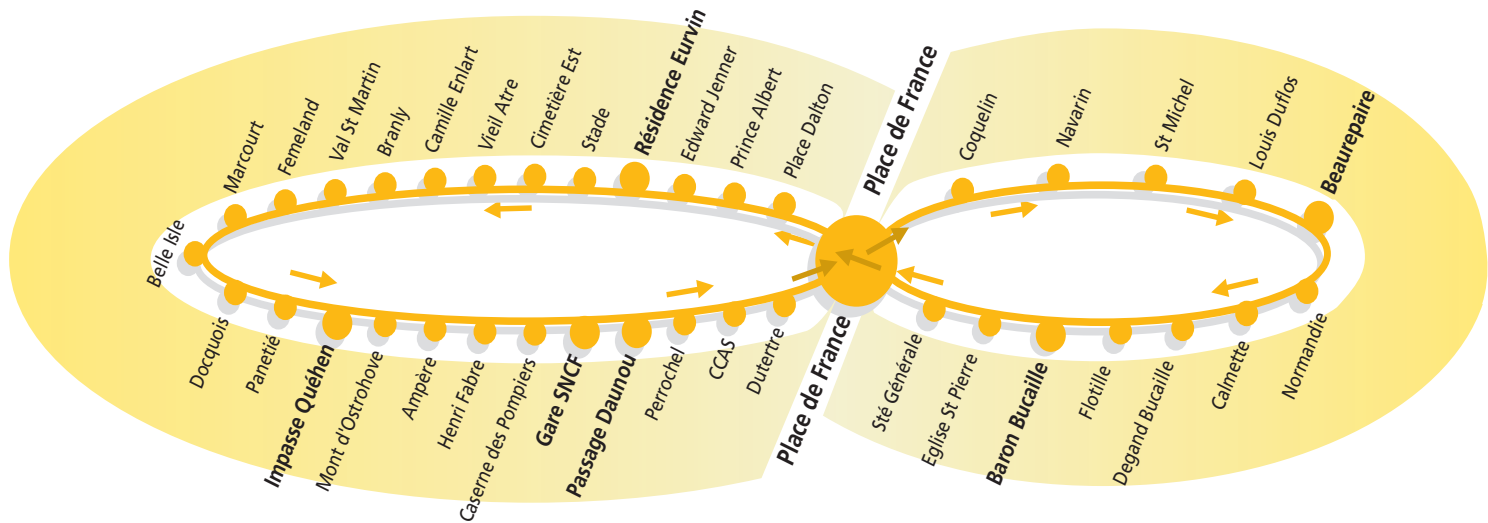 Belle Isle
Marcourt
Femeland
Val St Martin
Branly
Camille Enlart
Vieil Atre
Cimetière Est
Stade
Résidence Eurvin
Edward Jenner
Prince Albert
Place Dalton
Place de France
Coquelin
Navarin
St Michel
Louis Duflos
Beaurepaire
Docquois
Panetié
Impasse Quéhen
Mont d'Ostrohove
Ampère
Henri Fabre
Caserne des Pompiers
Gare SNCF
Passage Daunou
Perrochel
CCAS
Dutertre
Place de France
Sté Générale
Eglise St Pierre
Baron Bucaille
Flotille
Degand Bucaille
Calmette
Normandie